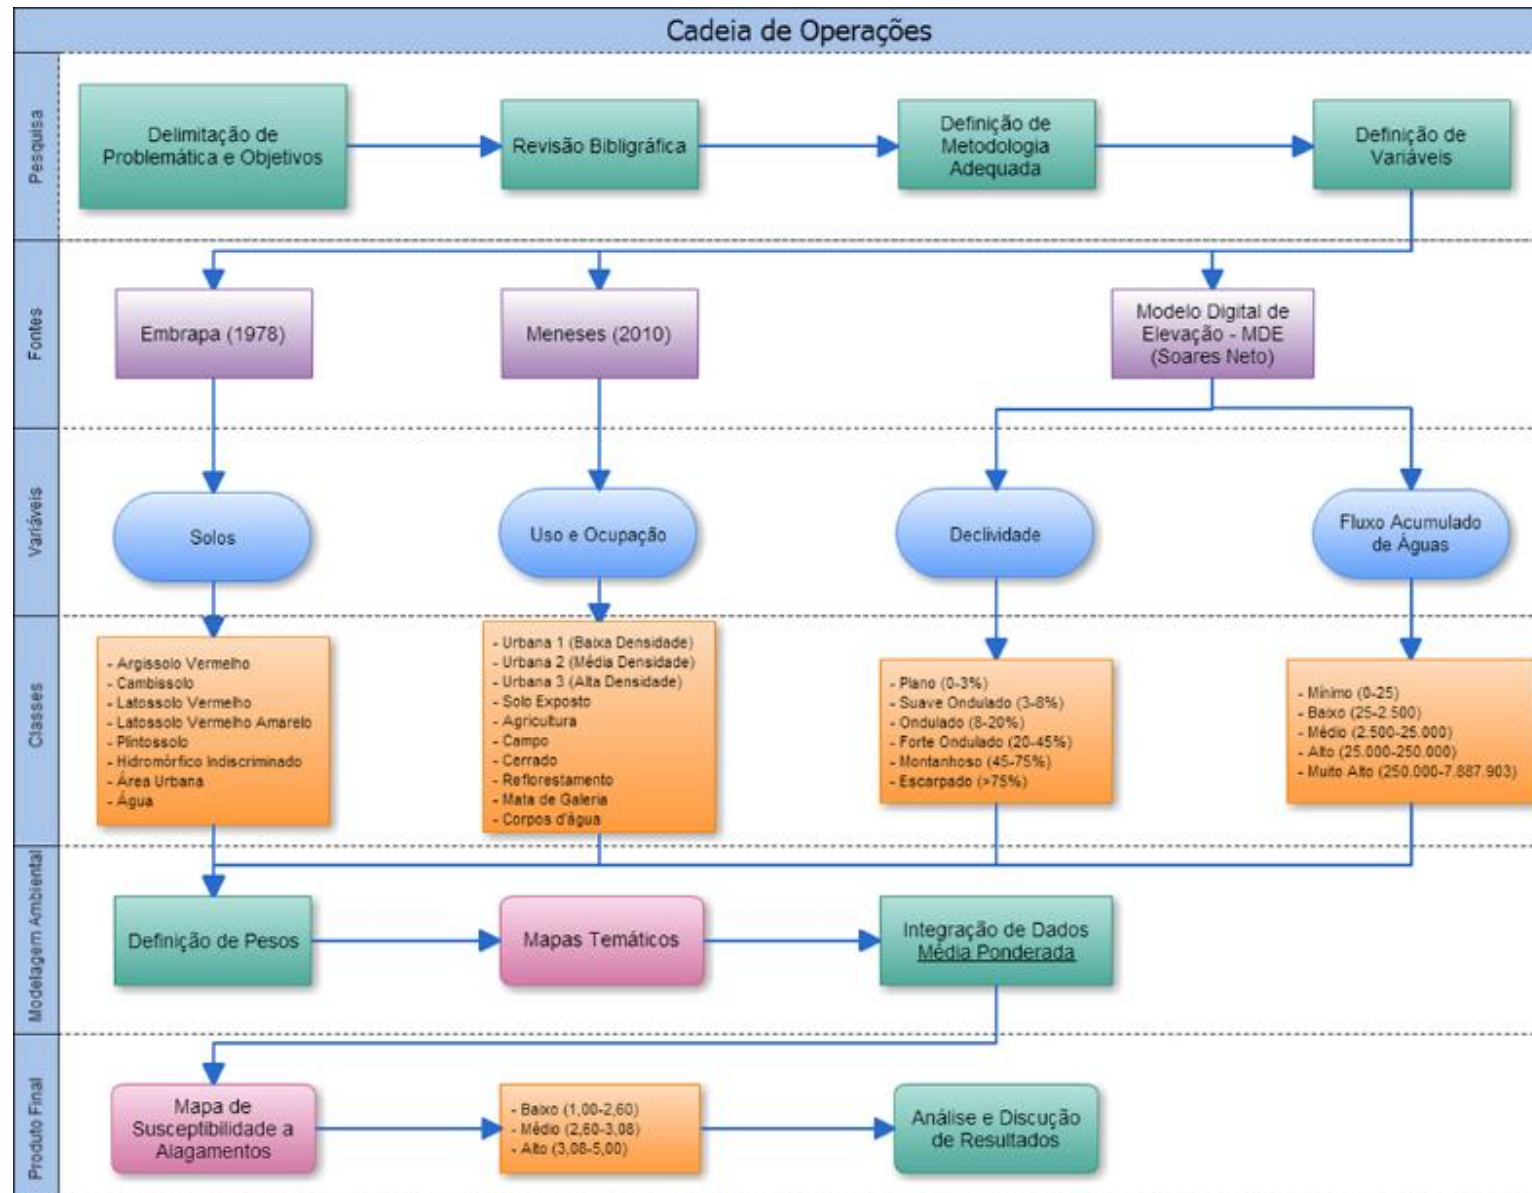 Cadeia de Operações
Pesquisa
Delimitação de
Problemática e Objetivos
Revisão Bibligráfica
Definição de
Metodologia
Adequada
Definição de
Variáveis
Fontes
Embrapa (1978)
Meneses (2010)
Modelo Digital de
Elevação - MDE
(Soares Neto)
Variáveis
Solos
Uso e Ocupação
Declividade
Fluxo Acumulado
de Águas
Classes
- Argissolo Vermelho
- Cambissolo
- Latossolo Vermelho
- Latossolo Vermelho Amarelo
- Plintossolo
- Hidromórfico Indiscriminado
- Área Urbana
- Água
- Urbana 1 (Baixa Densidade)
- Urbana 2 (Média Densidade)
- Urbana 3 (Alta Densidade)
- Solo Exposto
- Agricultura
- Campo
- Cerrado
- Reflorestamento
- Mata de Galeria
- Corpos d'água
- Plano (0-3%)
- Suave Ondulado (3-8%)
- Ondulado (8-20%)
- Forte Ondulado (20-45%)
- Montanhoso (45-75%)
- Escarpado (>75%)
- Mínimo (0-25)
- Baixo (25-2.500)
- Médio (2.500-25.000)
- Alto (25.000-250.000)
- Muito Alto (250.000-7.887.903)
Modelagem Ambiental
Definição de Pesos
Mapas Temáticos
Integração de Dados
Média Ponderada
Produto Final
Mapa de
Susceptibilidade a
Alagamentos
- Baixo (1,00-2,60)
- Médio (2,60-3,08)
- Alto (3,08-5,00)
Análise e Discução
de Resultados